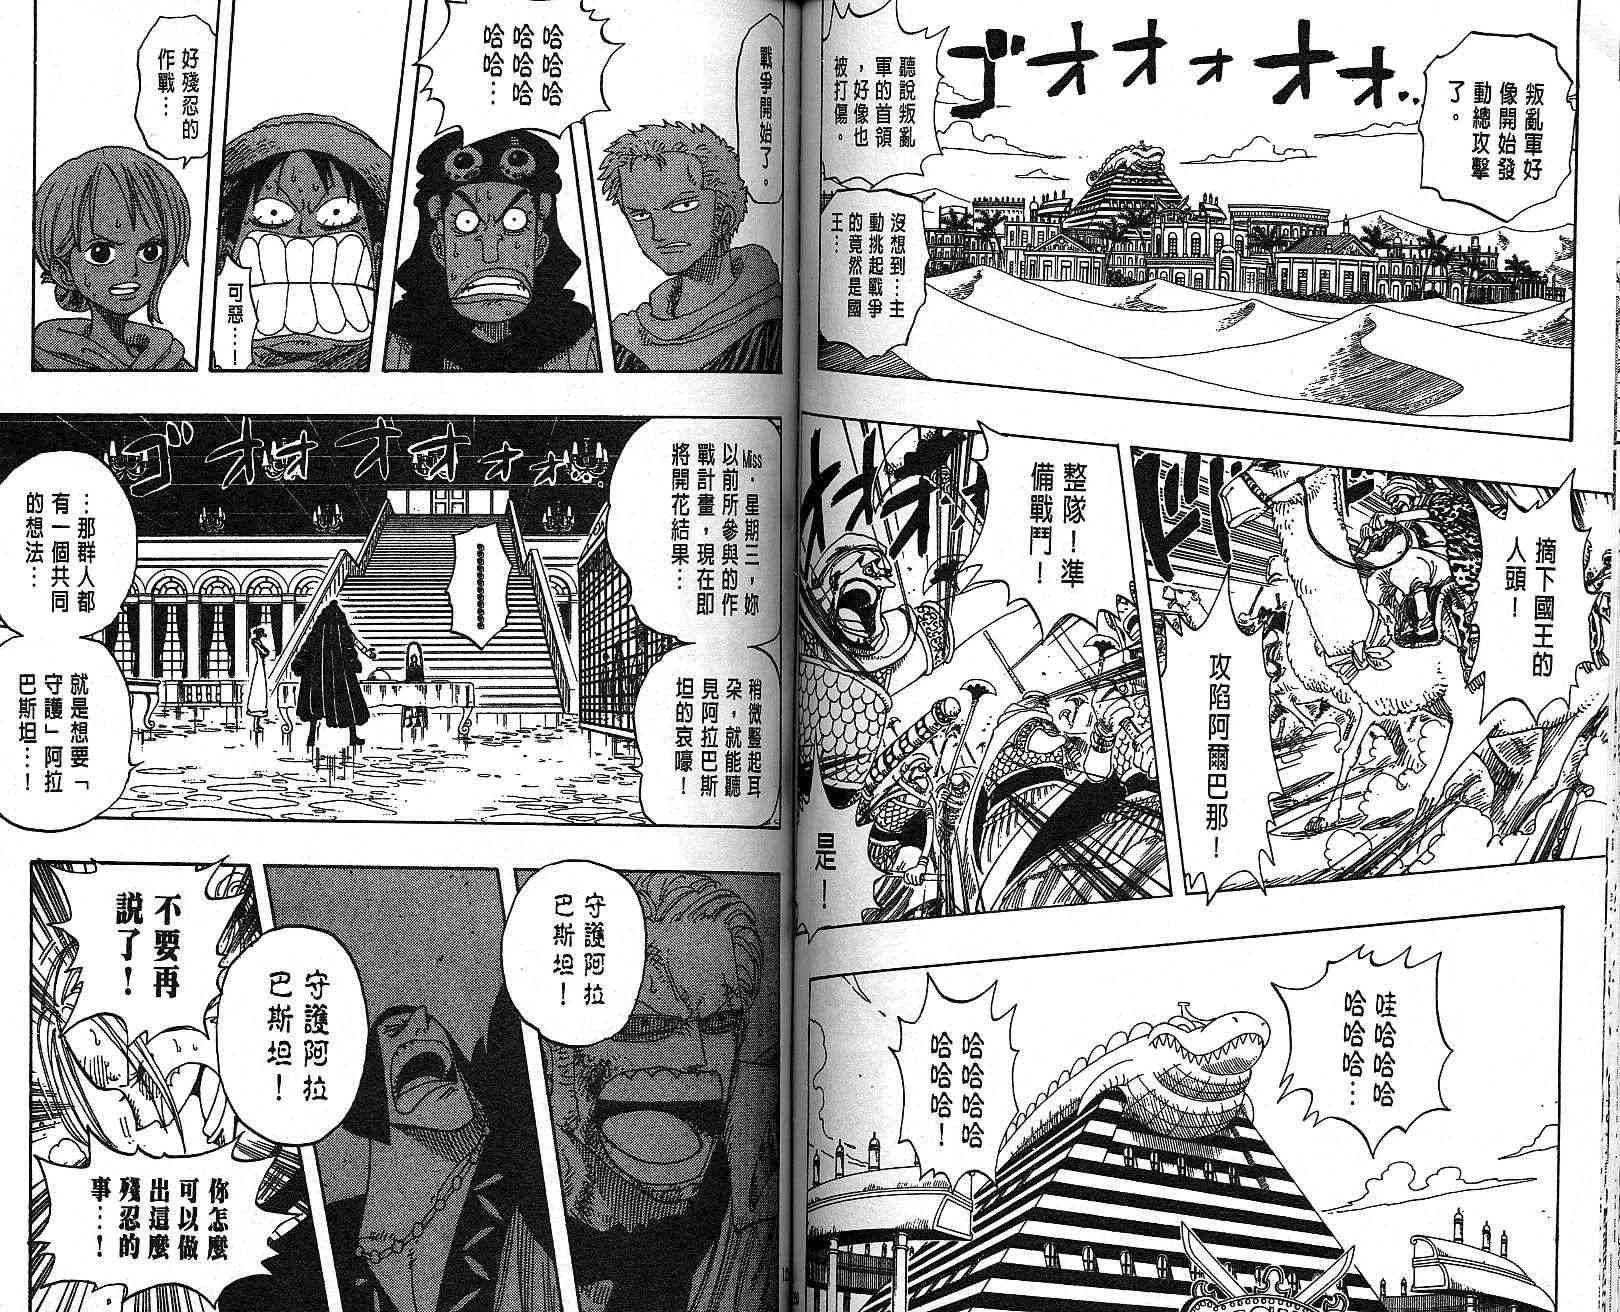 ゴオオォオォ‥
叛亂軍好
像開始發
動總攻擊
了。
聽說叛亂
軍的首領
，好像也
被打傷。
沒想到…主
動挑起戰爭
的竟然是國
王…
摘下國王的
人頭！
攻陷阿爾巴那！
ドドド
整隊！準
備戰鬥！
オオオ
是！
哇哈哈哈
哈哈哈…
哈哈哈哈
哈哈哈！
戰爭開始了。
哈哈哈
哈哈哈哈
哈哈…
可惡…！
好殘忍的
作戰…
ゴオオオオォォ‥
Miss・星期三，妳
以前所參與的作
戰計畫，現在即
將開花結果…
稍微豎起耳
朵，就能聽
見阿拉巴斯
坦的哀嚎！
…那群人都
有一個共同
的想法…
就是想要「
守護」阿拉
巴斯坦…！
守護阿拉
巴斯坦！
守護阿拉
巴斯坦！
不要再
說了！
你怎麼
可以做
出這麼
殘忍的
事…！